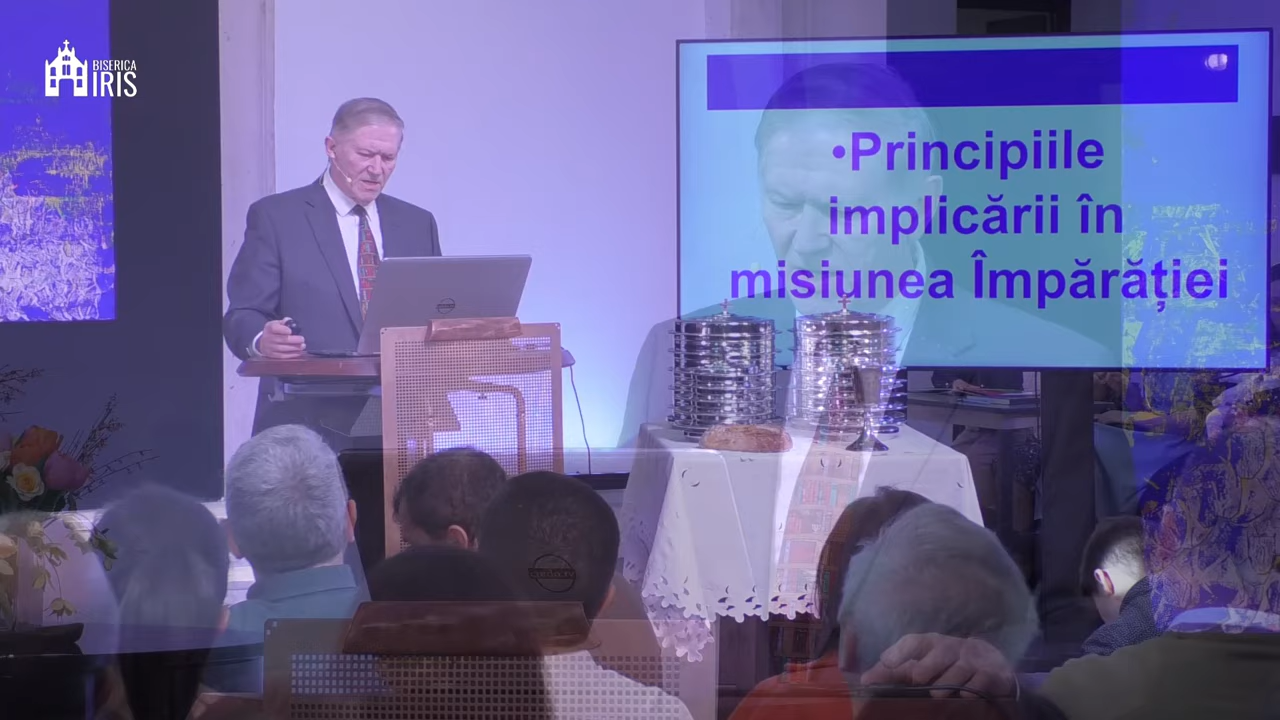 BISERICA
IRIS
•Principiile
implicării în
misiunea Împărăției